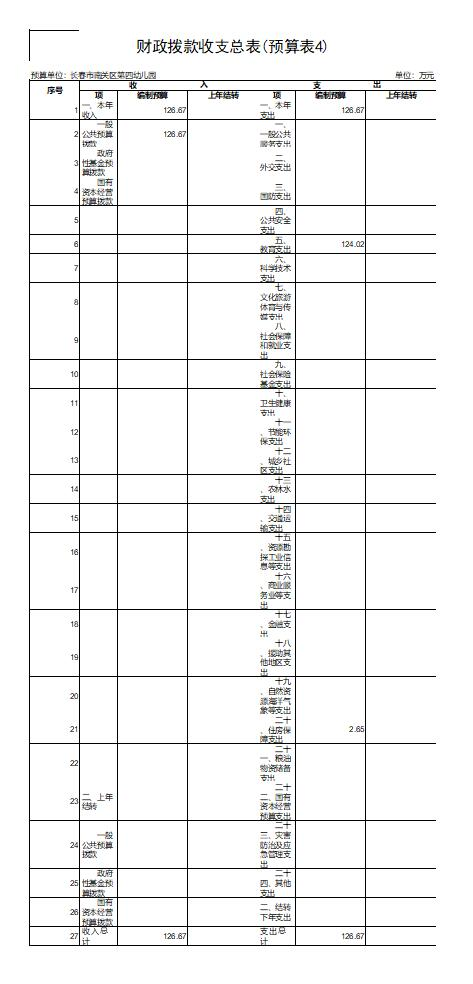 财政拨款收支总表(预算表4)
预算单位：长春市南关区第四幼儿园 单位：万元
序号 收 入 支 出
项 编制预算 上年结转 项 编制预算 上年结转
1 一、本年收入 126.67 一、本年支出 126.67
2 一般公共预算拨款 126.67 一、一般公共服务支出
3 政府性基金预算拨款 二、外交支出
4 国有资本经营预算拨款 三、国防支出
5 四、公共安全支出
6 五、教育支出 124.02
7 六、科学技术支出
8 七、文化旅游体育与传媒支出
9 八、社会保障和就业支出
10 九、社会保险基金支出
11 十、卫生健康支出
12 十一、节能环保支出
13 十二、城乡社区支出
14 十三、农林水支出
15 十四、交通运输支出
16 十五、资源勘探工业信息等支出
17 十六、商业服务业等支出
18 十七、金融支出
19 十八、援助其他地区支出
20 十九、自然资源海洋气象等支出
21 二十、住房保障支出 2.65
22 二十一、粮油物资储备支出
23 二、上年结转 二十二、国有资本经营预算支出
24 一般公共预算拨款 二十三、灾害防治及应急管理支出
25 政府性基金预算拨款 二十四、其他支出
26 国有资本经营预算拨款 二、结转下年支出
27 收入总计 126.67 支出总计 126.67